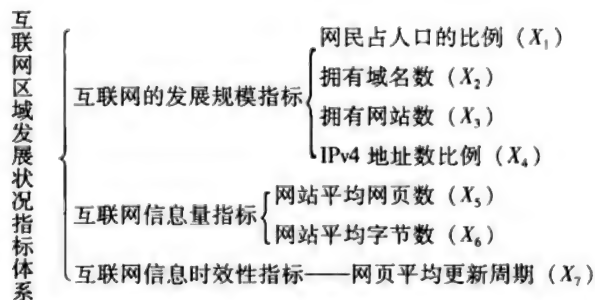 互联网区域发展状况指标体系
互联网的发展规模指标
网民占人口的比例（X₁）
拥有域名数（X₂）
拥有网站数（X₃）
IPv4 地址数比例（X₄）
互联网信息量指标
网站平均网页数（X₅）
网站平均字节数（X₆）
互联网信息时效性指标——网页平均更新周期（X₇）